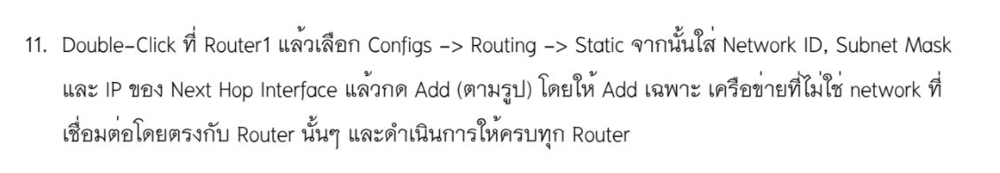 11. Double-Click ที่ Router1 แล้วเลือก Configs -> Routing -> Static จากนั้นใส่ Network ID, Subnet Mask
และ IP ของ Next Hop Interface แล้วกด Add (ตามรูป) โดยให้ Add เฉพาะ เครือข่ายที่ไม่ใช่ network ที่
เชื่อมต่อโดยตรงกับ Router นั้นๆ และดำเนินการให้ครบทุก Router